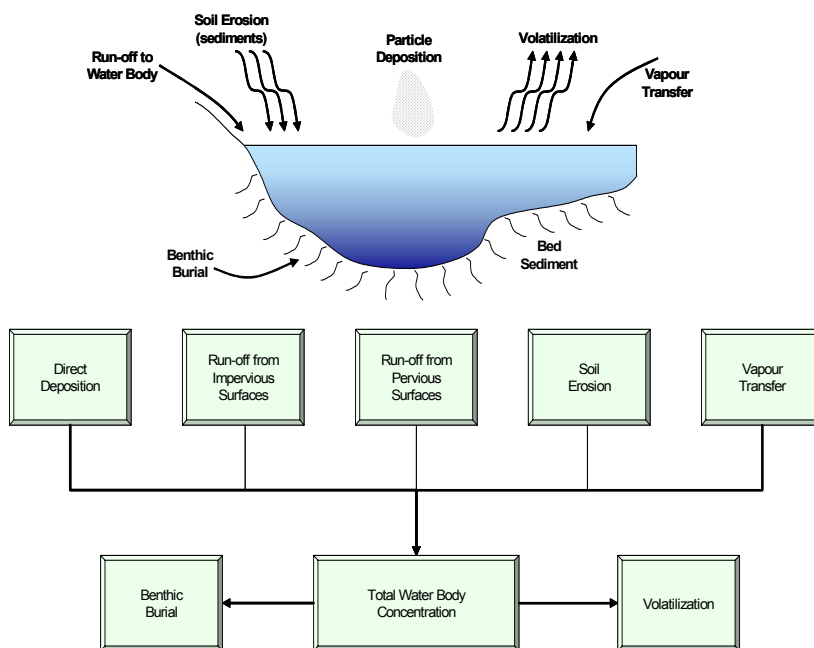 Soil Erosion
(sediments)
Particle
Deposition
Volatilization
Run-off to
Water Body
Vapour
Transfer
Benthic
Burial
Bed
Sediment
Direct
Deposition
Run-off from
Impervious
Surfaces
Run-off from
Pervious
Surfaces
Soil
Erosion
Vapour
Transfer
Benthic
Burial
Total Water Body
Concentration
Volatilization